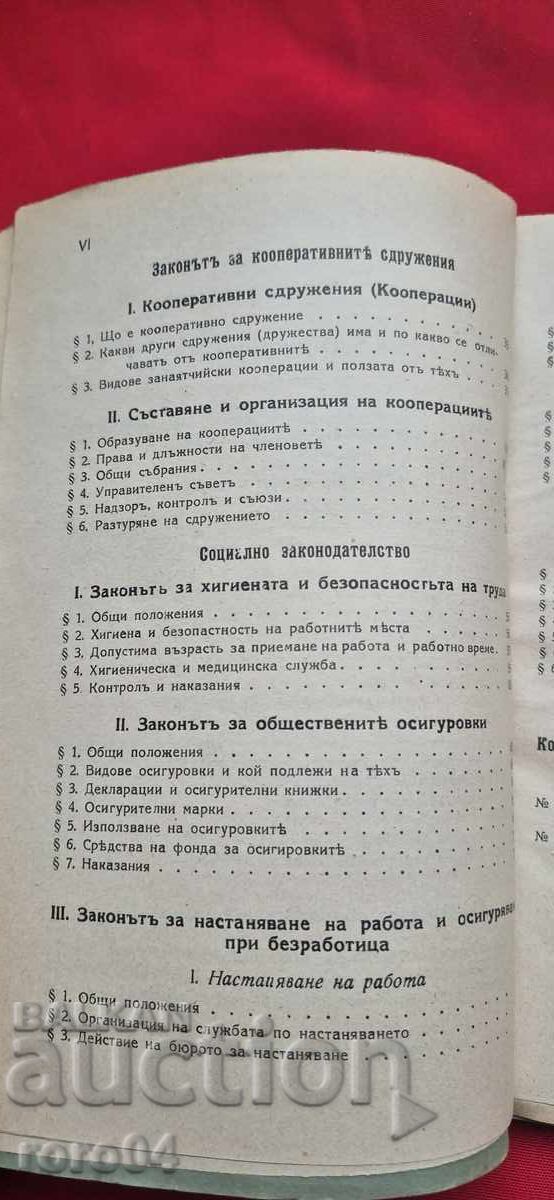 VI
Законътъ за кооперативнитѣ сдружения
I. Кооперативни сдружения (Кооперации)
§ 1. Що е кооперативно сдружение
§ 2. Какви други сдружения (дружества) има и по какво се отли-
чаватъ отъ кооперативнитѣ
§ 3. Видове занаятчийски кооперации и ползата отъ тѣхъ
II. Съставяне и организация на кооперациитѣ
§ 1. Образуване на кооперациитѣ
§ 2. Права и длъжности на членоветѣ
§ 3. Общи събрания
§ 4. Управителенъ съветъ
§ 5. Надзоръ, контролъ и съюзи
§ 6. Разтуряне на сдружението
Социално законодателство
I. Законътъ за хигиената и безопасностьта на труда
§ 1. Общи положения
§ 2. Хигиена и безопастность на работнитѣ мѣста
§ 3. Допустима възрасть за приемане на работа и работно време.
§ 4. Хигиеническа и медицинска служба
§ 5. Контролъ и наказания
II. Законътъ за общественитѣ осигуровки
§ 1. Общи положения
§ 2. Видове осигуровки и кой подлежи на тѣхъ
§ 3. Декларации и осигурителни книжки
§ 4. Осигурителни марки
§ 5. Използване на осигуровкитѣ
§ 6. Срѣдства на фонда за осигировкитѣ
§ 7. Наказания
III. Законътъ за настаняване на работа и осигуряван
при безработица
I. Настаняване на работа
§ 1. Общи положения
§ 2. Организация на службата по настаняването
§ 3. Действие на бюрото за настаняване
Ко
№
№
auction
roro04